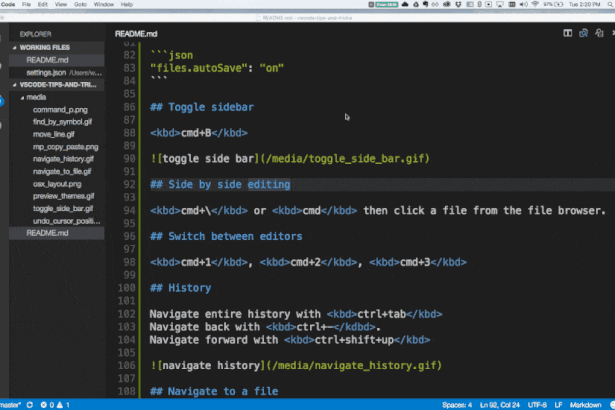 Code File Edit View Goto Window Help
97% Tue 2:20 PM
README.md - vscode-tips-and-tricks
EXPLORER
README.md
WORKING FILES
README.md
settings.json /Users/w...
VSCODE-TIPS-AND-TRI...
media
command_p.png
find_by_symbol.gif
move_line.gif
mp_copy_paste.png
navigate_history.gif
navigate_to_file.gif
osx_layout.png
preview_themes.gif
toggle_side_bar.gif
undo_cursor_positi...
README.md
81
82 ```json
83 "files.autoSave": "on"
84 ```
85
86 ## Toggle sidebar
87
88 <kbd>cmd+B</kbd>
89
90 ![toggle side bar](/media/toggle_side_bar.gif)
91
92 ## Side by side editing
93
94 <kbd>cmd+\</kbd> or <kbd>cmd</kbd> then click a file from the file browser.
95
96 ## Switch between editors
97
98 <kbd>cmd+1</kbd>, <kbd>cmd+2</kbd>, <kbd>cmd+3</kbd>
99
100 ## History
101
102 Navigate entire history with <kbd>ctrl+tab</kbd>
103 Navigate back with <kbd>ctrl+—</kdbd>.
104 Navigate forward with <kbd>ctrl+shift+up</kbd>
105
106 ![navigate history](/media/navigate_history.gif)
107
108 ## Navigate to a file
master* 0 1 Spaces: 4 Ln 92, Col 24 UTF-8 LF Markdown